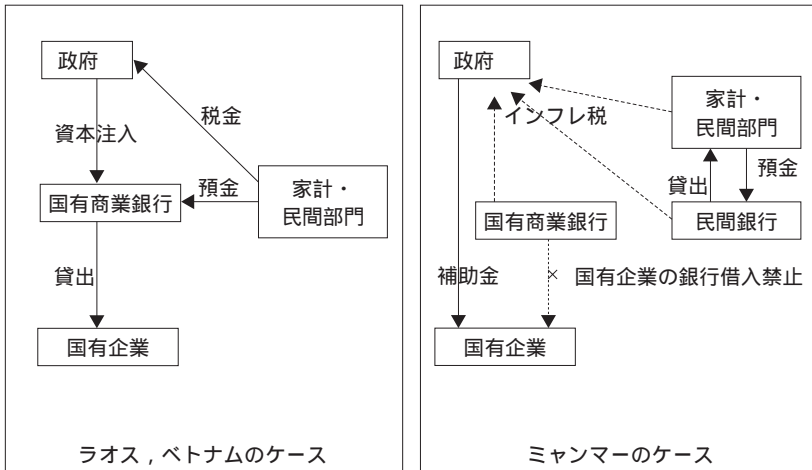 政府
税金
資本注入
預金
国有商業銀行
家計・
民間部門
貸出
国有企業
ラオス，ベトナムのケース
政府
家計・
民間部門
インフレ税
貸出
預金
国有商業銀行
民間銀行
補助金
× 国有企業の銀行借入禁止
国有企業
ミャンマーのケース